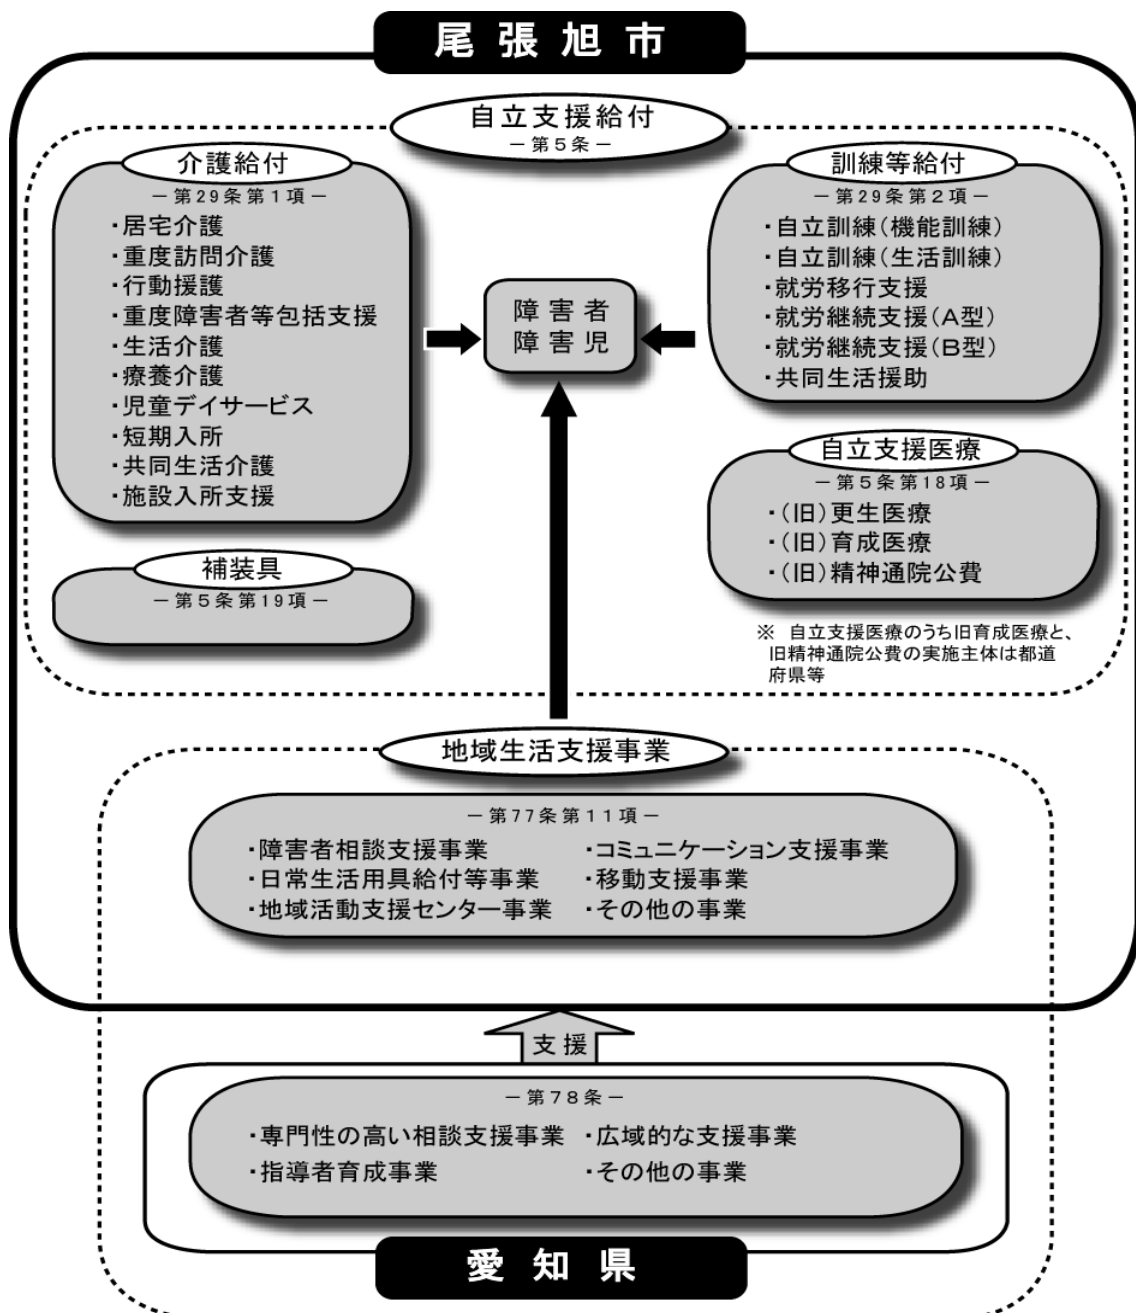 尾張旭市
自立支援給付
－第5条－
介護給付
－第29条第1項－
・居宅介護
・重度訪問介護
・行動援護
・重度障害者等包括支援
・生活介護
・療養介護
・児童デイサービス
・短期入所
・共同生活介護
・施設入所支援
補装具
－第5条第19項－
障害者
障害児
訓練等給付
－第29条第2項－
・自立訓練(機能訓練)
・自立訓練(生活訓練)
・就労移行支援
・就労継続支援(A型)
・就労継続支援(B型)
・共同生活援助
自立支援医療
－第5条第18項－
・(旧)更生医療
・(旧)育成医療
・(旧)精神通院公費
※ 自立支援医療のうち旧育成医療と、
旧精神通院公費の実施主体は都道
府県等
地域生活支援事業
－第77条第11項－
・障害者相談支援事業
・日常生活用具給付等事業
・地域活動支援センター事業
・コミュニケーション支援事業
・移動支援事業
・その他の事業
支援
－第78条－
・専門性の高い相談支援事業
・指導者育成事業
・広域的な支援事業
・その他の事業
愛知県